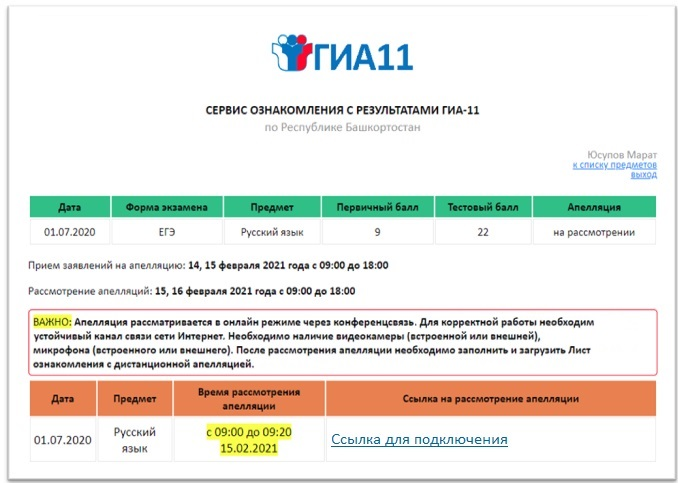 ГИА11
СЕРВИС ОЗНАКОМЛЕНИЯ С РЕЗУЛЬТАТАМИ ГИА-11
по Республике Башкортостан
Юсупов Марат
к списку предметов
выход
Дата Форма экзамена Предмет Первичный балл Тестовый балл Апелляция
01.07.2020 ЕГЭ Русский язык 9 22 на рассмотрении
Прием заявлений на апелляцию: 14, 15 февраля 2021 года с 09:00 до 18:00
Рассмотрение апелляций: 15, 16 февраля 2021 года с 09:00 до 18:00
ВАЖНО: Апелляция рассматривается в онлайн режиме через конференцсвязь. Для корректной работы необходим
устойчивый канал связи сети Интернет. Необходимо наличие видеокамеры (встроенной или внешней),
микрофона (встроенного или внешнего). После рассмотрения апелляции необходимо заполнить и загрузить Лист
ознакомления с дистанционной апелляцией.
Дата Предмет Время рассмотрения апелляции Ссылка на рассмотрение апелляции
01.07.2020 Русский язык с 09:00 до 09:20 15.02.2021 Ссылка для подключения